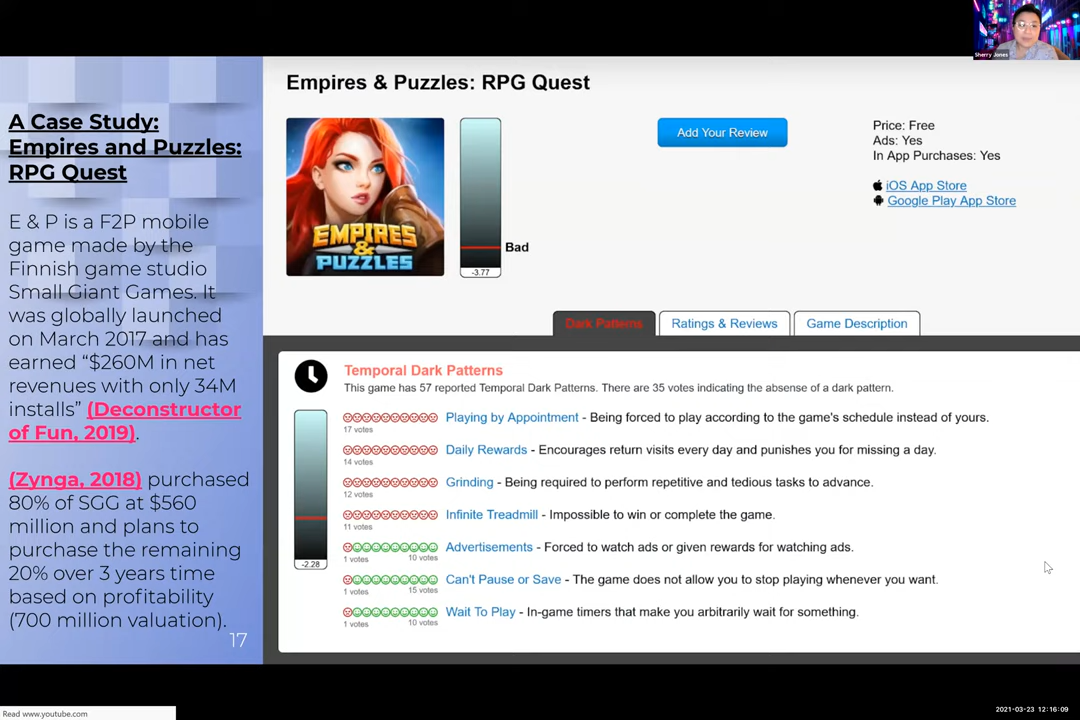 Sherry Jones
A Case Study:
Empires and Puzzles:
RPG Quest
E & P is a F2P mobile
game made by the
Finnish game studio
Small Giant Games. It
was globally launched
on March 2017 and has
earned “$260M in net
revenues with only 34M
installs” (Deconstructor
of Fun, 2019).
(Zynga, 2018) purchased
80% of SGG at $560
million and plans to
purchase the remaining
20% over 3 years time
based on profitability
(700 million valuation).
17
Empires & Puzzles: RPG Quest
EMPIRES
&
PUZZLES
Bad
-3.77
Add Your Review
Price: Free
Ads: Yes
In App Purchases: Yes
iOS App Store
Google Play App Store
Dark Patterns
Ratings & Reviews
Game Description
Temporal Dark Patterns
This game has 57 reported Temporal Dark Patterns. There are 35 votes indicating the absense of a dark pattern.
Playing by Appointment - Being forced to play according to the game's schedule instead of yours.
17 votes
Daily Rewards - Encourages return visits every day and punishes you for missing a day.
14 votes
Grinding - Being required to perform repetitive and tedious tasks to advance.
12 votes
Infinite Treadmill - Impossible to win or complete the game.
11 votes
Advertisements - Forced to watch ads or given rewards for watching ads.
1 votes 10 votes
Can't Pause or Save - The game does not allow you to stop playing whenever you want.
1 votes 15 votes
Wait To Play - In-game timers that make you arbitrarily wait for something.
1 votes 10 votes
-2.28
Read www.youtube.com
2021-03-23 12:16:09